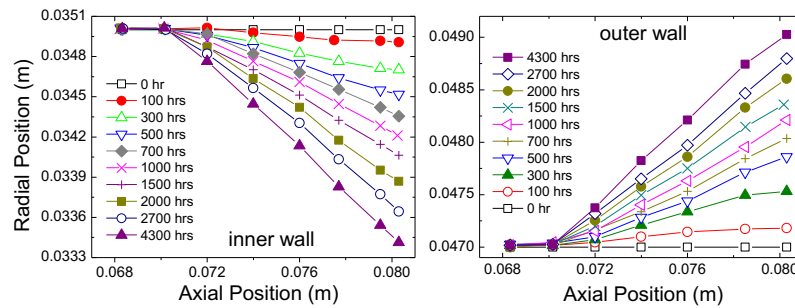 0.0351
0.0348
0.0345
0.0342
0.0339
0.0336
0.0333
Radial Position (m)
0 hr
100 hrs
300 hrs
500 hrs
700 hrs
1000 hrs
1500 hrs
2000 hrs
2700 hrs
4300 hrs
inner wall
0.068 0.072 0.076 0.080
Axial Position (m)
outer wall
0.0490
0.0485
0.0480
0.0475
0.0470
4300 hrs
2700 hrs
2000 hrs
1500 hrs
1000 hrs
700 hrs
500 hrs
300 hrs
100 hrs
0 hr
0.068 0.072 0.076 0.080
Axial Position (m)